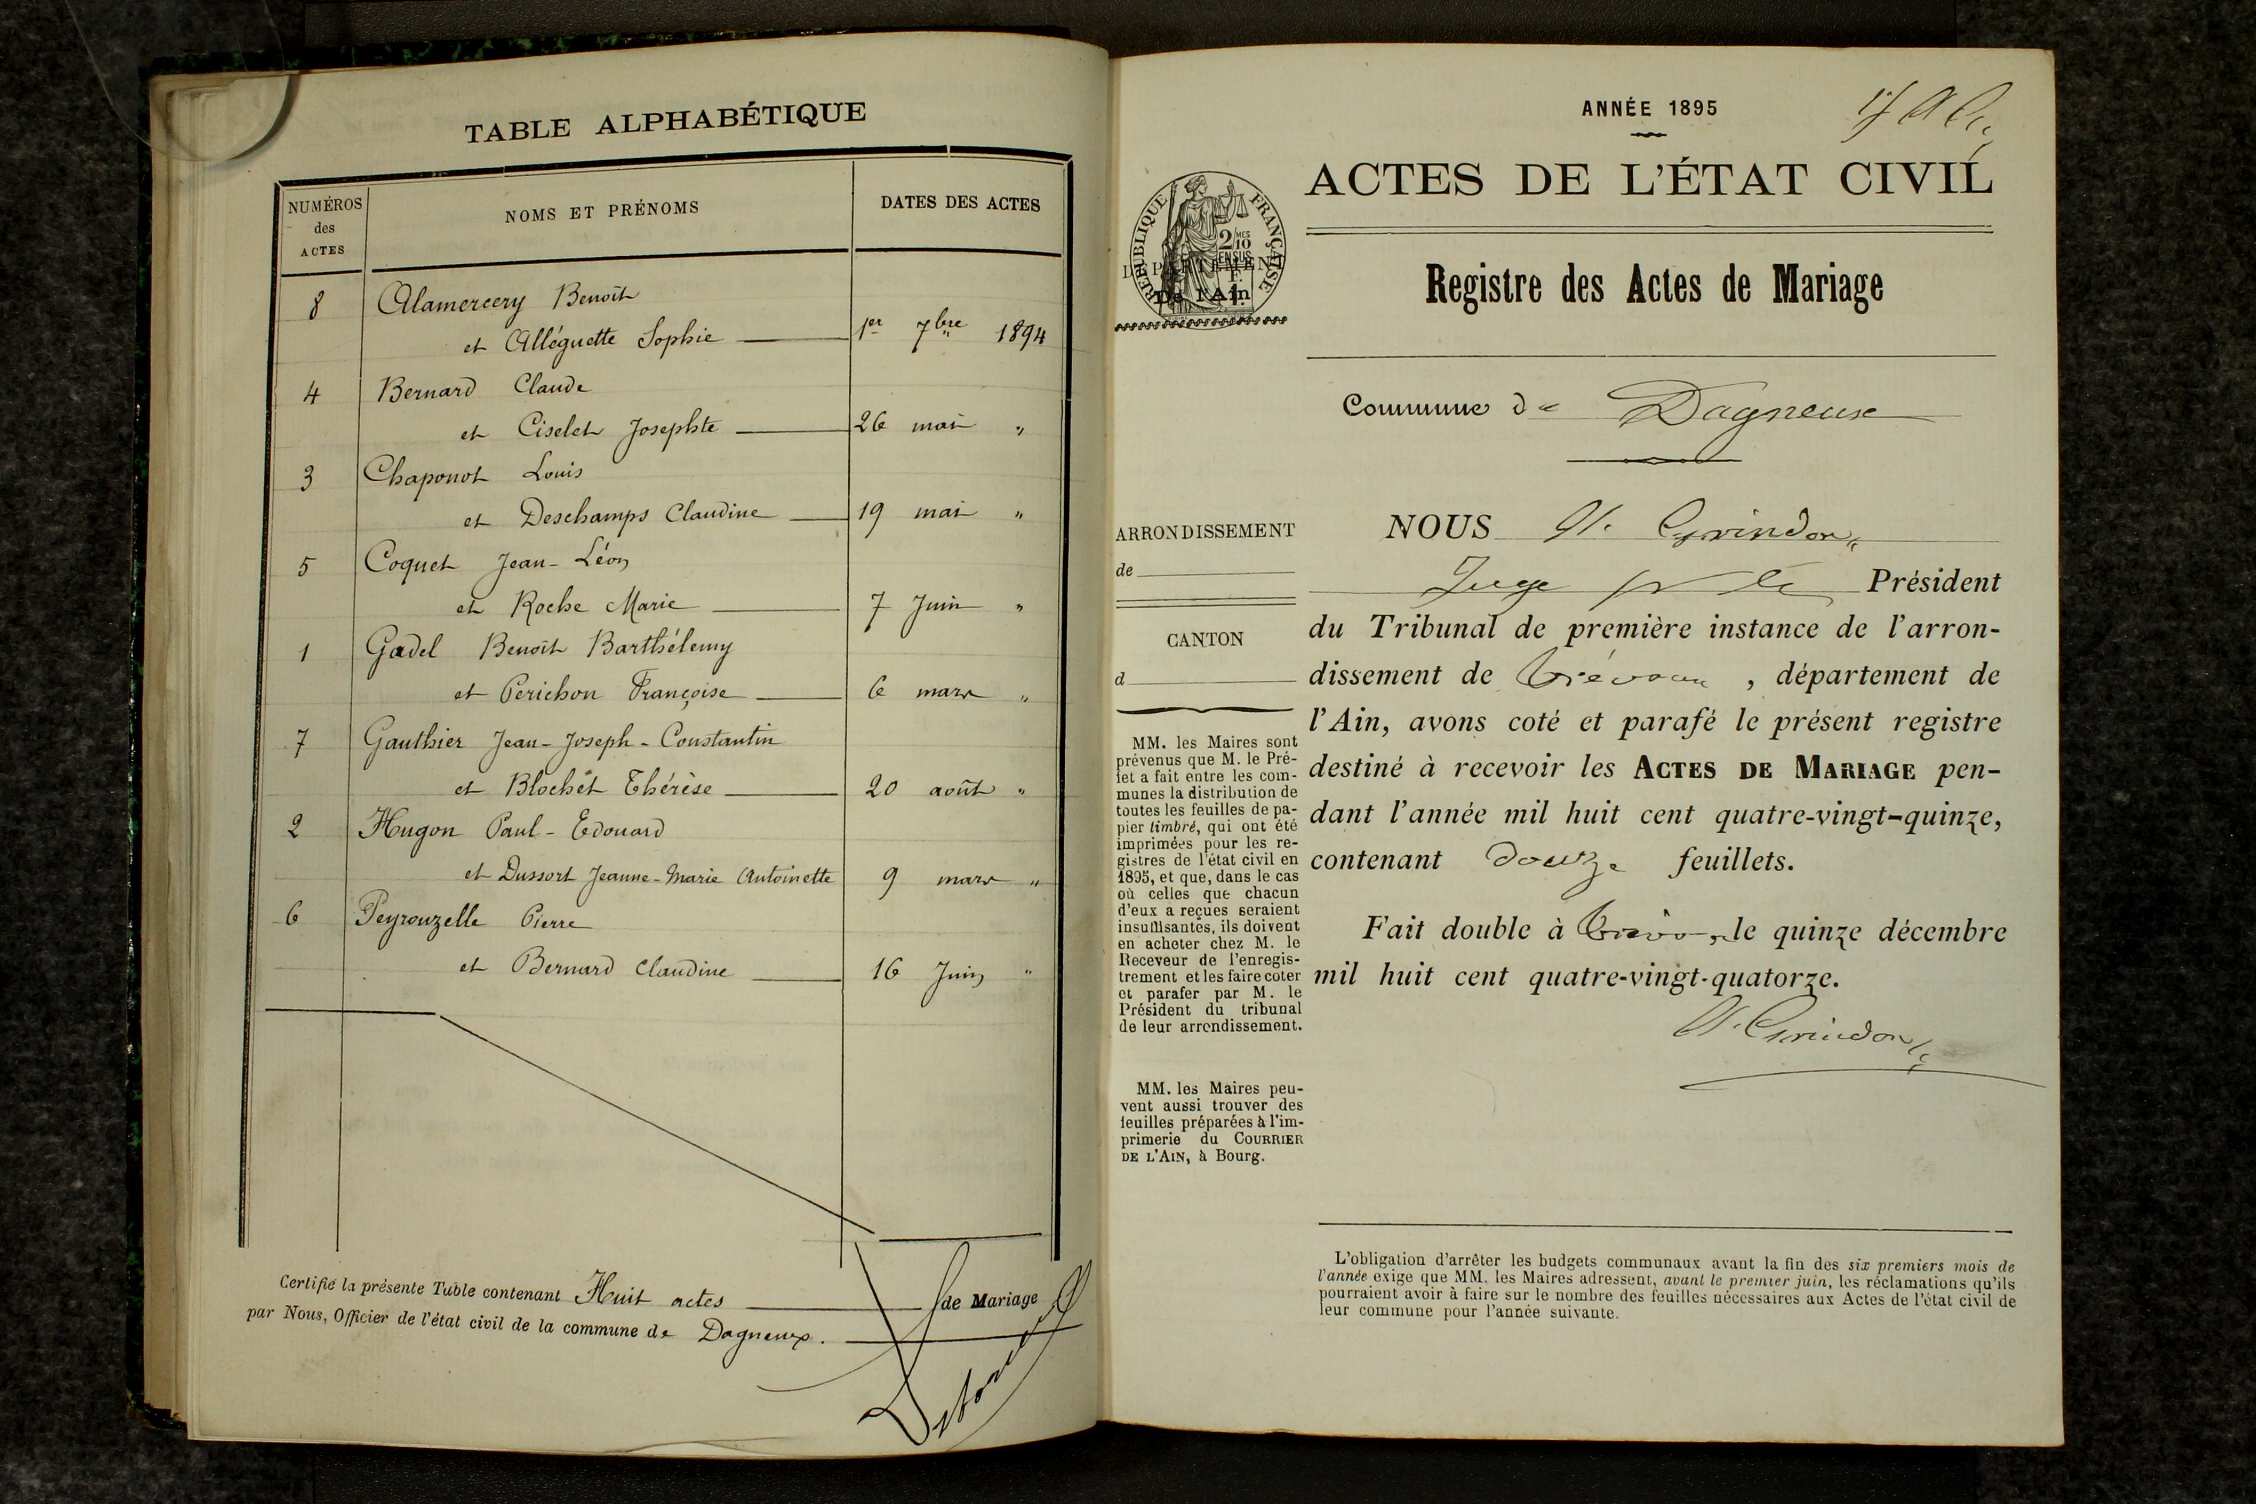 TABLE ALPHABÉTIQUE
NUMÉROS
des
ACTES
NOMS ET PRÉNOMS
DATES DES ACTES
8 Alamercery Benoît
et Alléguette Sophie 1er 7bre 1894
4 Bernard Claude
et Ciselet Josephte 26 mai "
3 Chaponot Louis
et Deschamps Claudine 19 mai "
5 Coquet Jean-Léon
et Roche Marie 7 Juin "
1 Gadel Benoît Barthélemy
et Perichon Françoise 6 mars "
7 Gauthier Jean-Joseph-Constantin
et Blochet Thérèse 20 août "
2 Hugon Paul-Edouard
et Dussort Jeanne-Marie Antoinette 9 mars "
6 Peyrouzelle Pierre
et Bernard Claudine 16 Juin "
Certifié la présente Table contenant Huit actes de Mariage
par Nous, Officier de l'état civil de la commune de Dagneux.
ANNÉE 1895
ACTES DE L'ÉTAT CIVIL
RÉPUBLIQUE FRANÇAISE
2/10 MES
EN SUS
DÉPARTEMENT
De l'Ain
Registre des Actes de Mariage
Commune de Dagneux
ARRONDISSEMENT
de
CANTON
d
MM. les Maires sont
prévenus que M. le Pré-
fet a fait entre les com-
munes la distribution de
toutes les feuilles de pa-
pier timbré, qui ont été
imprimées pour les re-
gistres de l'état civil en
1895, et que, dans le cas
où celles que chacun
d'eux a reçues seraient
insuffisantes, ils doivent
en acheter chez M. le
Receveur de l'enregis-
trement et les faire coter
et parafer par M. le
Président du tribunal
de leur arrondissement.
MM. les Maires peu-
vent aussi trouver des
feuilles préparées à l'im-
primerie du COURRIER
DE L'AIN, à Bourg.
NOUS Grindon
Juge Président
du Tribunal de première instance de l'arron-
dissement de Trévoux, département de
l'Ain, avons coté et parafé le présent registre
destiné à recevoir les ACTES DE MARIAGE pen-
dant l'année mil huit cent quatre-vingt-quinze,
contenant douze feuillets.
Fait double à Trévoux, le quinze décembre
mil huit cent quatre-vingt-quatorze.
Grindon
L'obligation d'arrêter les budgets communaux avant la fin des six premiers mois de
l'année exige que MM. les Maires adressent, avant le premier juin, les réclamations qu'ils
pourraient avoir à faire sur le nombre des feuilles nécessaires aux Actes de l'état civil de
leur commune pour l'année suivante.